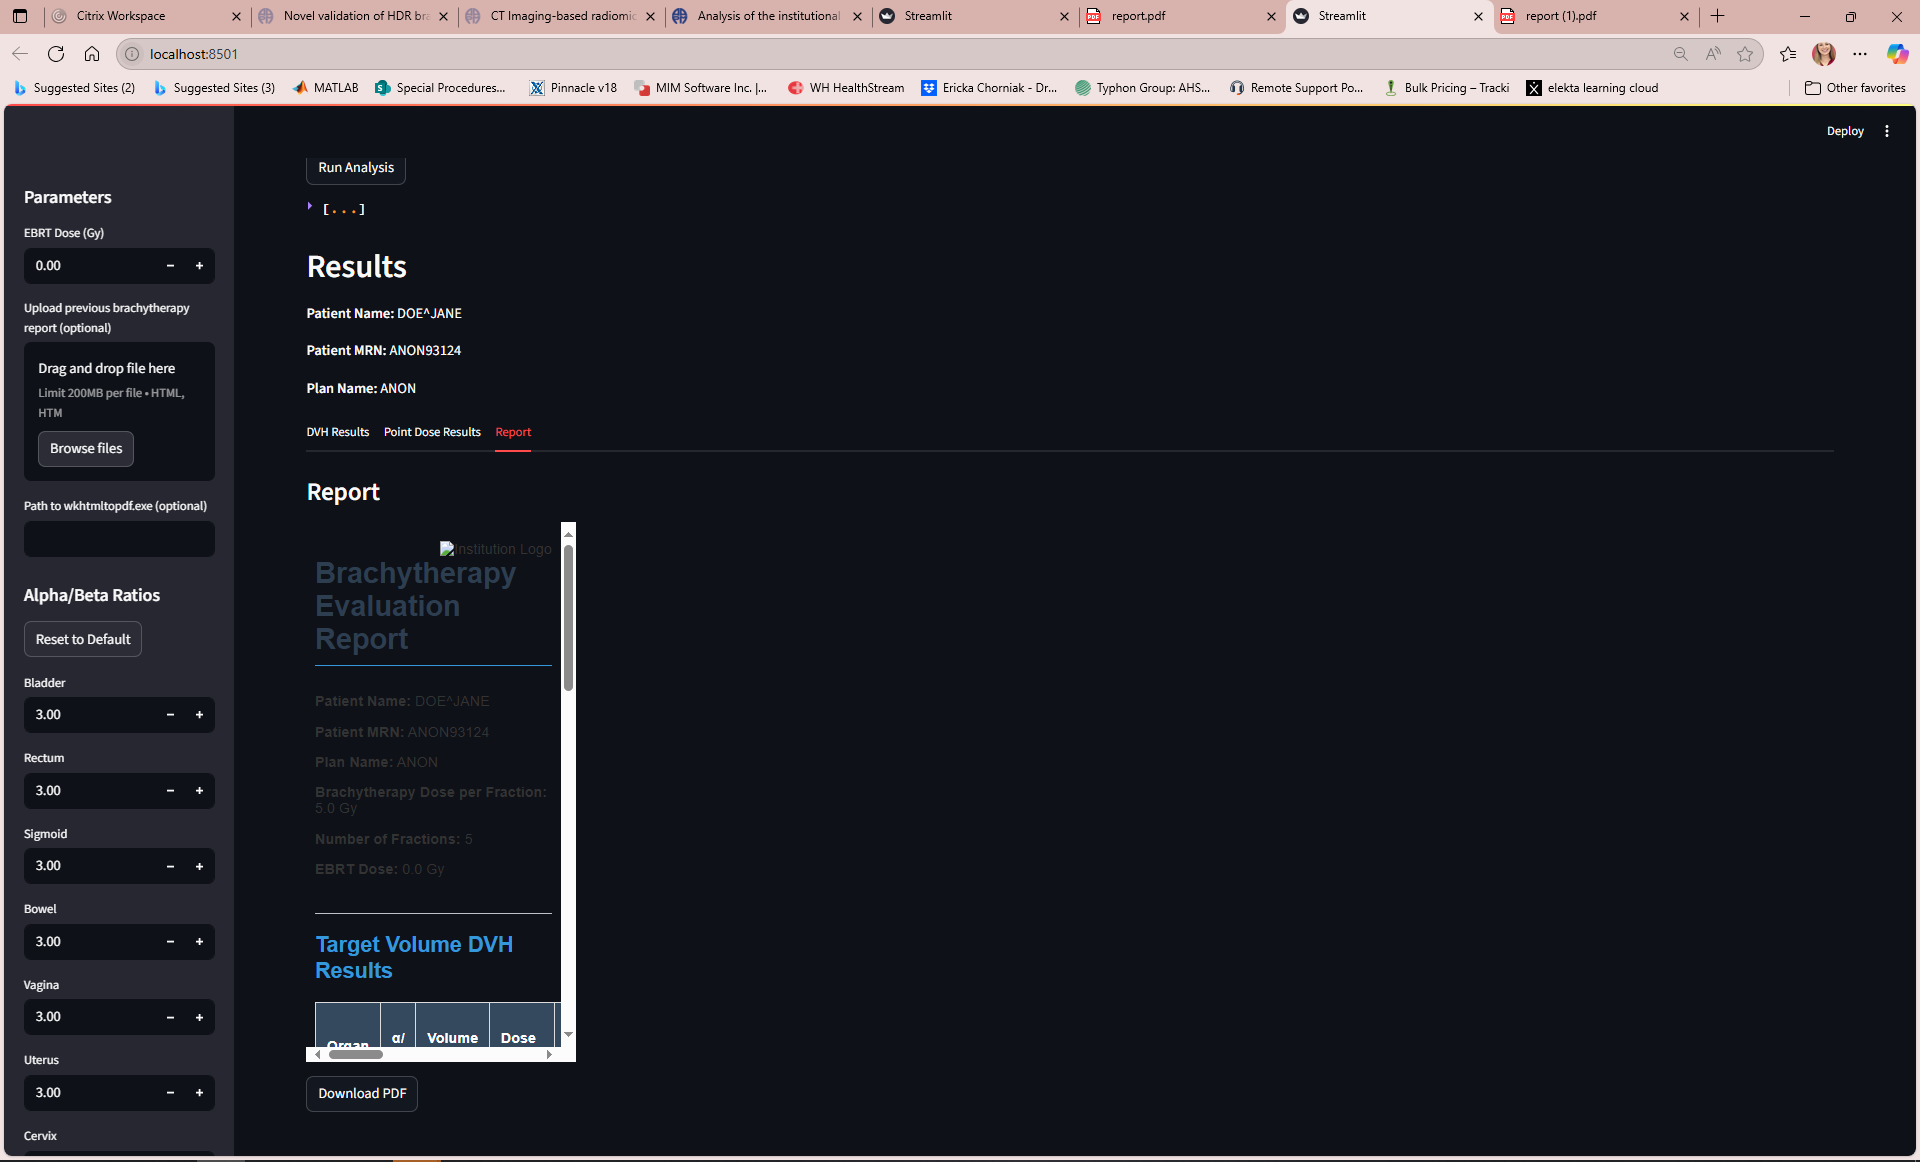 Citrix Workspace
Novel validation of HDR bra
CT Imaging-based radiomic
Analysis of the institutional
Streamlit
report.pdf
Streamlit
report (1).pdf
localhost:8501
Suggested Sites (2)
Suggested Sites (3)
MATLAB
Special Procedures...
Pinnacle v18
MIM Software Inc. |...
WH HealthStream
Ericka Chorniak - Dr...
Typhon Group: AHS...
Remote Support Po...
Bulk Pricing – Tracki
elekta learning cloud
Other favorites
Deploy
Parameters
EBRT Dose (Gy)
0.00 − +
Upload previous brachytherapy
report (optional)
Drag and drop file here
Limit 200MB per file • HTML,
HTM
Browse files
Path to wkhtmltopdf.exe (optional)
Alpha/Beta Ratios
Reset to Default
Bladder
3.00 − +
Rectum
3.00 − +
Sigmoid
3.00 − +
Bowel
3.00 − +
Vagina
3.00 − +
Uterus
3.00 − +
Cervix
Run Analysis
[...]
Results
Patient Name: DOE^JANE
Patient MRN: ANON93124
Plan Name: ANON
DVH Results Point Dose Results Report
Report
Institution Logo
Brachytherapy
Evaluation
Report
Patient Name: DOE^JANE
Patient MRN: ANON93124
Plan Name: ANON
Brachytherapy Dose per Fraction:
5.0 Gy
Number of Fractions: 5
EBRT Dose: 0.0 Gy
Target Volume DVH
Results
Organ α/ Volume Dose
Download PDF